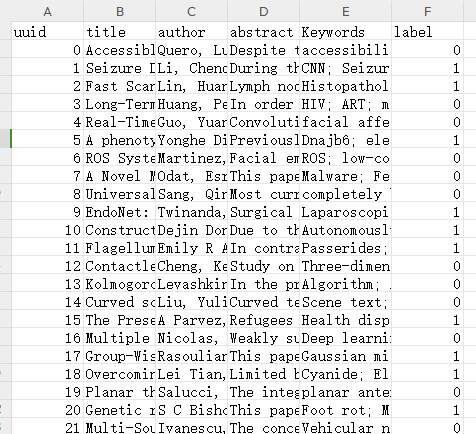 A B C D E F
uuid title author abstract Keywords label
0 Accessibl Quero, Lu Despite t accessibili 0
1 Seizure D Li, Chenc During th CNN; Seizur 1
2 Fast Scar Lin, Huar Lymph noc Histopathol 1
3 Long-Tern Huang, Pe In order HIV; ART; m 0
4 Real-Time Guo, Yuar Convoluti facial affe 0
5 A phenoty Yonghe Di Previousl Dnajb6; ele 1
6 ROS Syste Martinez, Facial em ROS; low-co 0
7 A Novel M Odat, Esr This pape Malware; Fe 0
8 Universal Sang, Qir Most curr completely 0
9 EndoNet: Twinanda, Surgical Laparoscopi 1
10 Construct Dejin Dor Due to th Autonomousl 1
11 Flagellum Emily R A In contra Passerides; 1
12 Contactle Cheng, Ke Study on Three-dimen 0
13 Kolmogorc Levashkir In the pr Algorithm; 0
14 Curved sc Liu, Yuli Curved te Scene text; 0
15 The Prese A Parvez, Refugees Health disp 1
16 Multiple Nicolas, Weakly su Deep learni 0
17 Group-Wis Rasoulian This pape Gaussian mi 1
18 Overcomir Lei Tian, Limited b Cyanide; El 1
19 Planar th Salucci, The integ planar ante 0
20 Genetic r S C Bisho This pape Foot rot; M 1
21 Multi-Sou Ivanescu, The conce Vehicular n 0